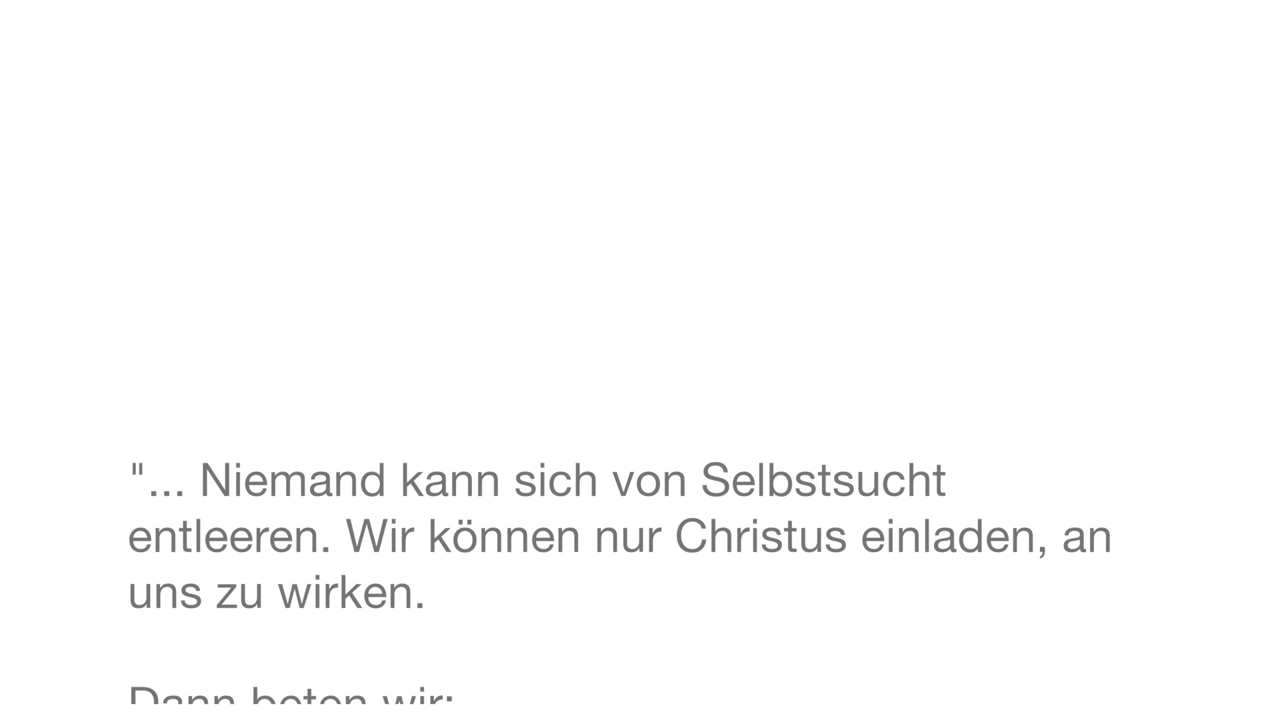 "... Niemand kann sich von Selbstsucht
entleeren. Wir können nur Christus einladen, an
uns zu wirken.
Dann beten wir: